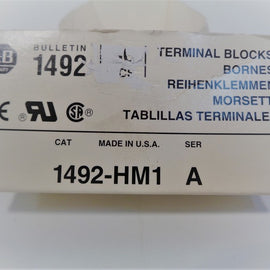 BULLETIN
1492
TERMINAL BLOCKS
BORNES
REIHENKLEMMEN
MORSETT
TABLILLAS TERMINALE
CAT MADE IN U.S.A. SER
1492-HM1 A